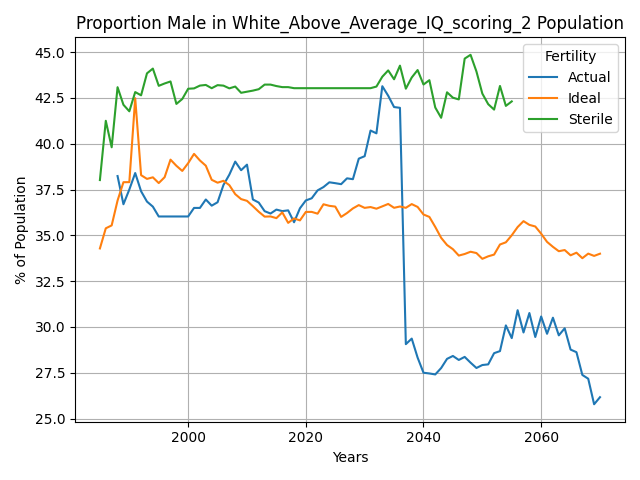 Proportion Male in White_Above_Average_IQ_scoring_2 Population
% of Population
45.0
42.5
40.0
37.5
35.0
32.5
30.0
27.5
25.0
Fertility
Actual
Ideal
Sterile
2000
2020
2040
2060
Years